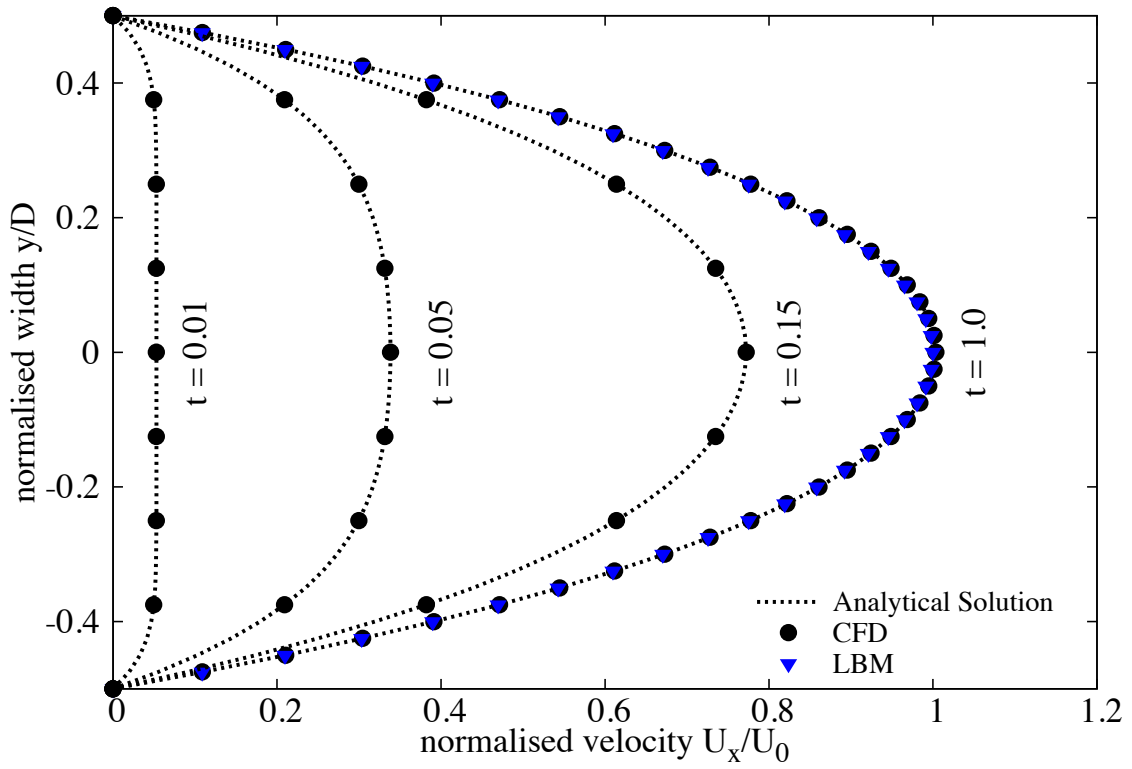 0.4
0.2
0
-0.2
-0.4
normalised width y/D
t = 0.01
t = 0.05
t = 0.15
t = 1.0
Analytical Solution
CFD
LBM
0 0.2 0.4 0.6 0.8 1 1.2
normalised velocity Uₓ/U₀